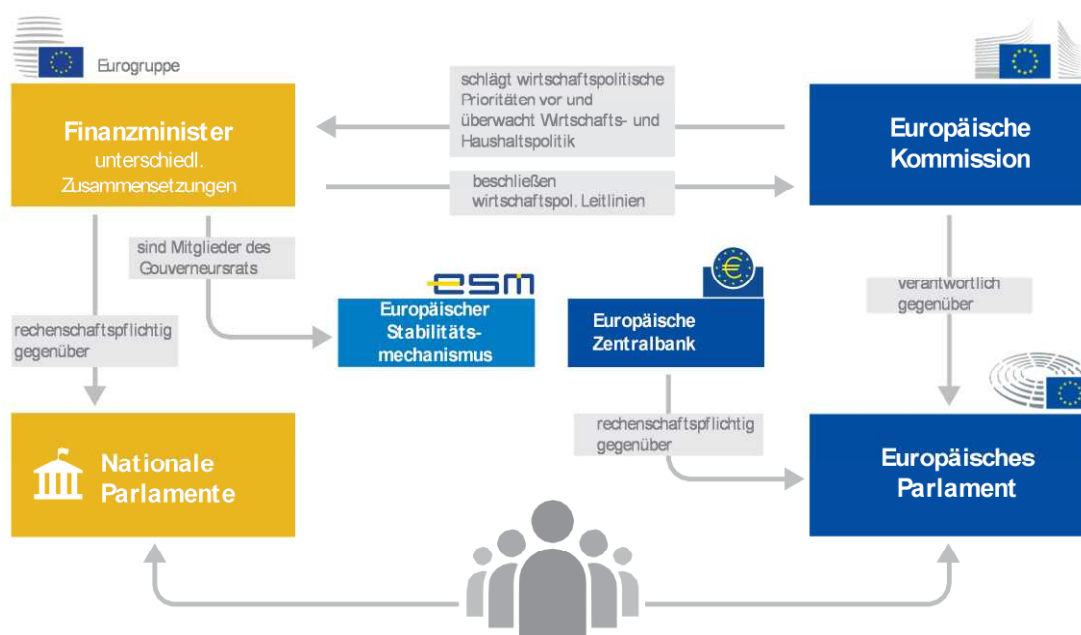 Eurogruppe
Finanzminister
unterschiedl.
Zusammensetzungen
schlägt wirtschaftspolitische
Prioritäten vor und
überwacht Wirtschafts- und
Haushaltspolitik
Europäische
Kommission
beschließen
wirtschaftspol. Leitlinien
sind Mitglieder des
Gouverneursrats
esm
Europäischer
Stabilitäts-
mechanismus
€
Europäische
Zentralbank
verantwortlich
gegenüber
rechenschaftspflichtig
gegenüber
rechenschaftspflichtig
gegenüber
Nationale
Parlamente
Europäisches
Parlament